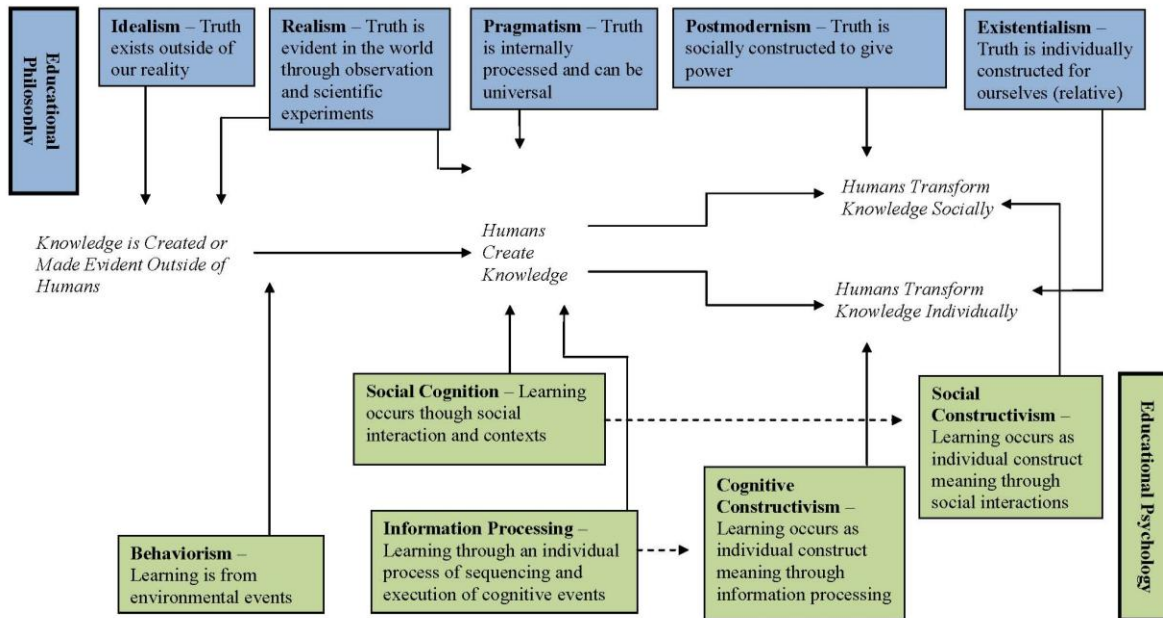 Educational
Philosophy
Idealism – Truth
exists outside of
our reality
Realism – Truth is
evident in the world
through observation
and scientific
experiments
Pragmatism – Truth
is internally
processed and can be
universal
Postmodernism – Truth is
socially constructed to give
power
Existentialism –
Truth is individually
constructed for
ourselves (relative)
Knowledge is Created or
Made Evident Outside of
Humans
Humans
Create
Knowledge
Humans Transform
Knowledge Socially
Humans Transform
Knowledge Individually
Social Cognition – Learning
occurs though social
interaction and contexts
Social
Constructivism –
Learning occurs as
individual construct
meaning through
social interactions
Behaviorism –
Learning is from
environmental events
Information Processing –
Learning through an individual
process of sequencing and
execution of cognitive events
Cognitive
Constructivism –
Learning occurs as
individual construct
meaning through
information processing
Educational Psychology